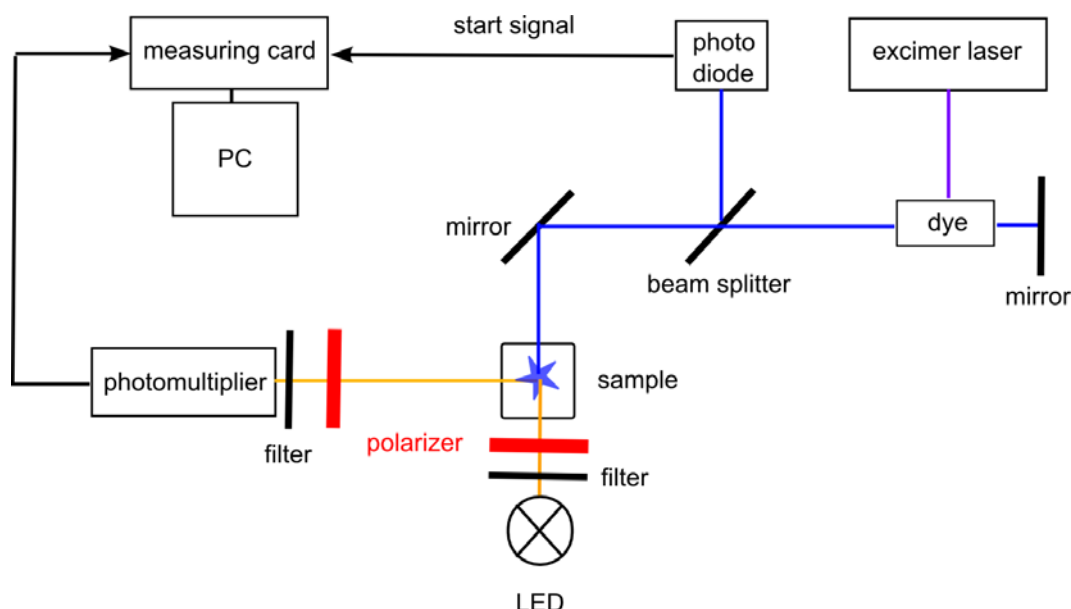 measuring card
start signal
photo
diode
excimer laser
PC
mirror
dye
beam splitter
mirror
photomultiplier
sample
filter
polarizer
filter
LED